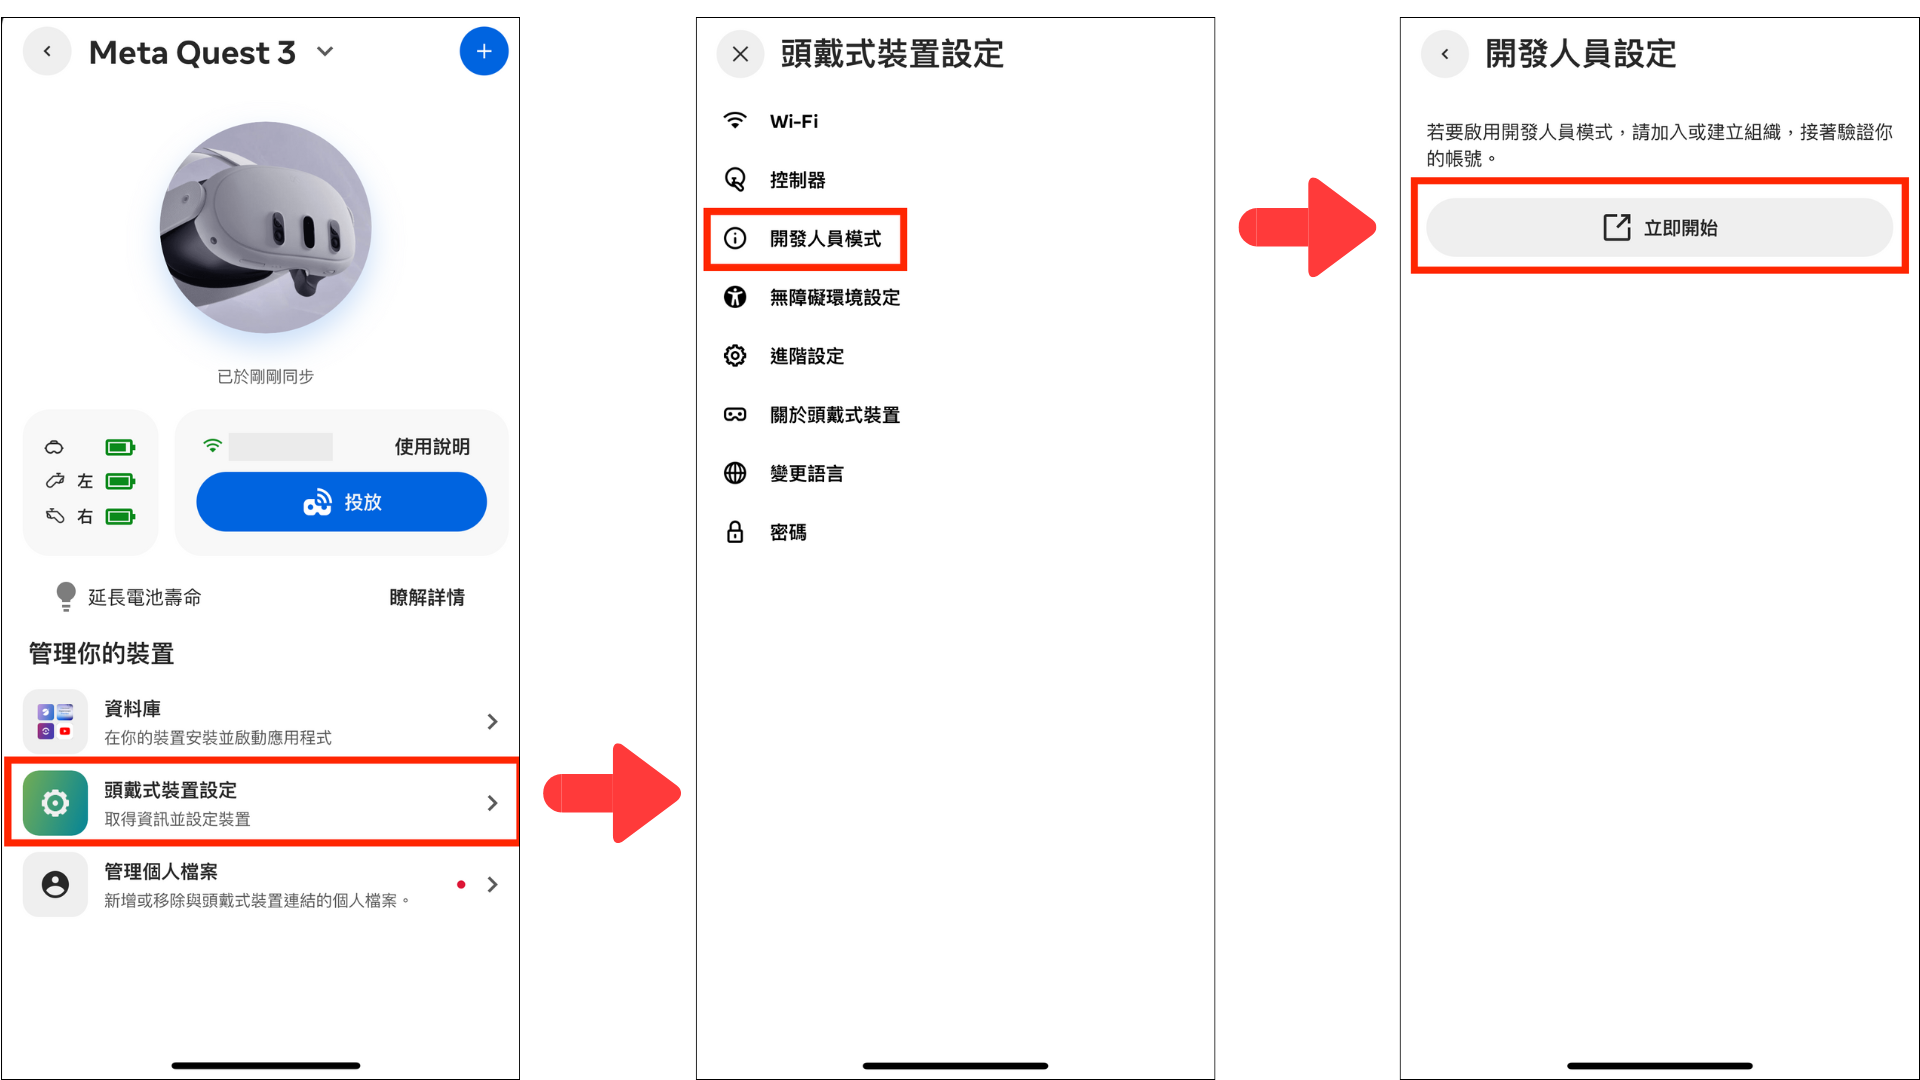 Meta Quest 3
已於剛剛同步
使用說明
左
右
投放
延長電池壽命
瞭解詳情
管理你的裝置
資料庫
在你的裝置安裝並啟動應用程式
頭戴式裝置設定
取得資訊並設定裝置
管理個人檔案
新增或移除與頭戴式裝置連結的個人檔案。
頭戴式裝置設定
Wi-Fi
控制器
開發人員模式
無障礙環境設定
進階設定
關於頭戴式裝置
變更語言
密碼
開發人員設定
若要啟用開發人員模式，請加入或建立組織，接著驗證你
的帳號。
立即開始